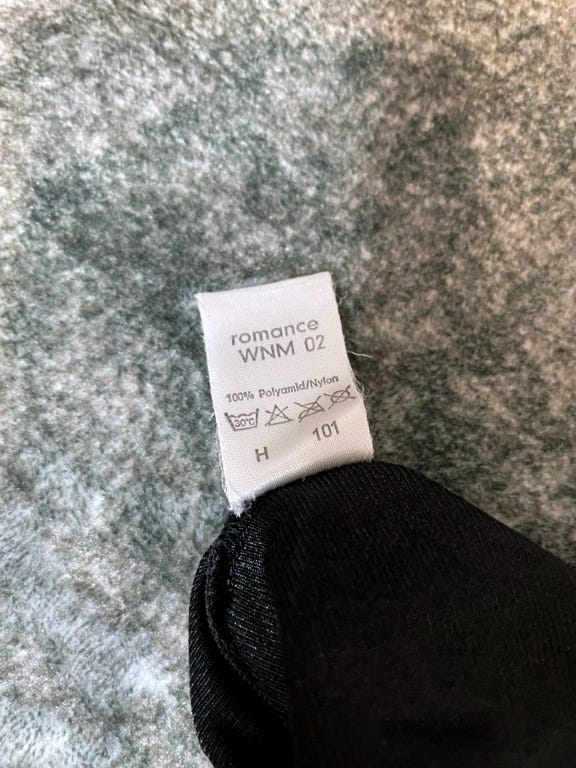 romance
WNM 02
100% Polyamid/Nylon
30°C
H 101